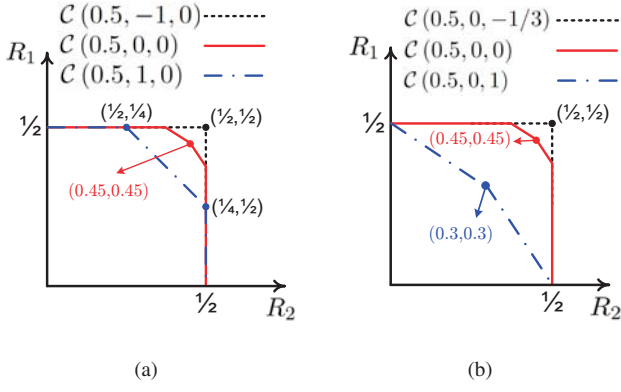 C (0.5, −1, 0)
C (0.5, 0, 0)
C (0.5, 1, 0)
R₁
½
(½,¼)
(½,½)
(0.45,0.45)
(¼,½)
½
R₂
(a)
C (0.5, 0, −1/3)
C (0.5, 0, 0)
C (0.5, 0, 1)
R₁
½
(½,½)
(0.45,0.45)
(0.3,0.3)
½
R₂
(b)